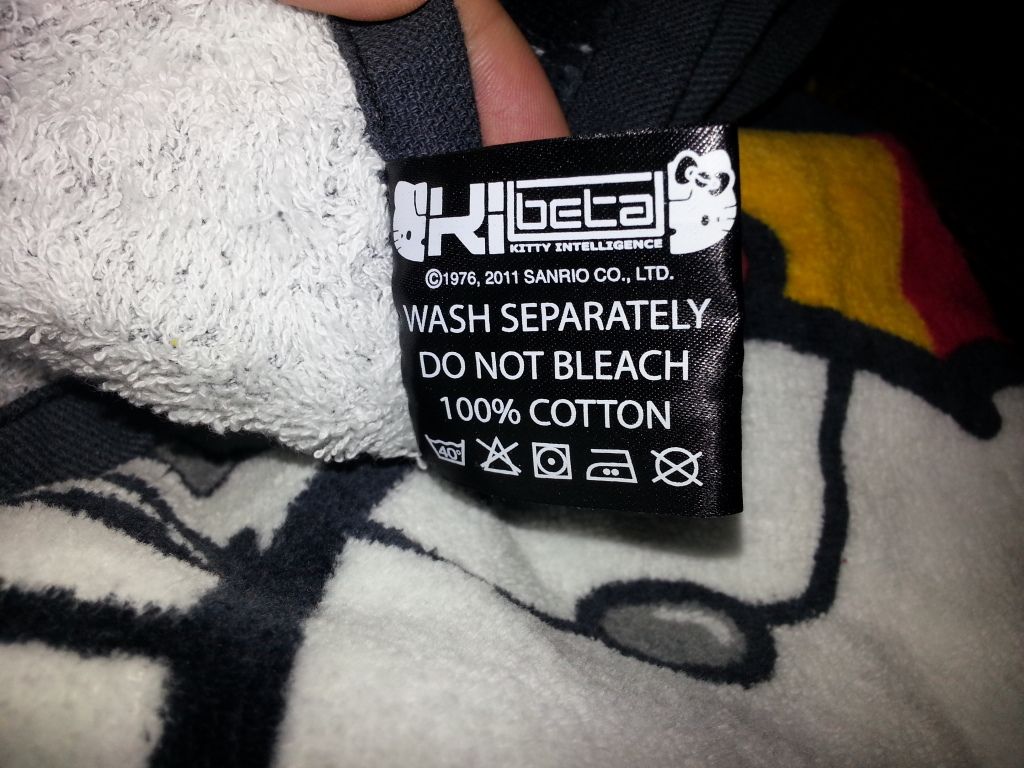 Ki beta
KITTY INTELLIGENCE
©1976, 2011 SANRIO CO., LTD.
WASH SEPARATELY
DO NOT BLEACH
100% COTTON
40°